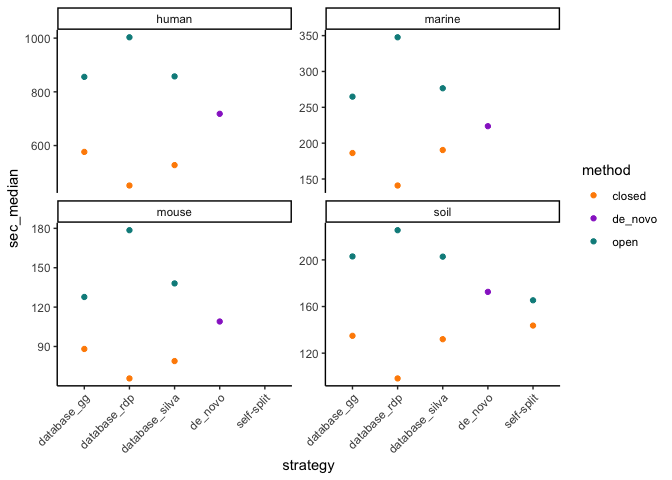 human
marine
1000
800
600
350
300
250
200
150
mouse
soil
180
150
120
90
200
160
120
database_gg
database_rdp
database_silva
de_novo
self-split
database_gg
database_rdp
database_silva
de_novo
self-split
sec_median
strategy
method
closed
de_novo
open